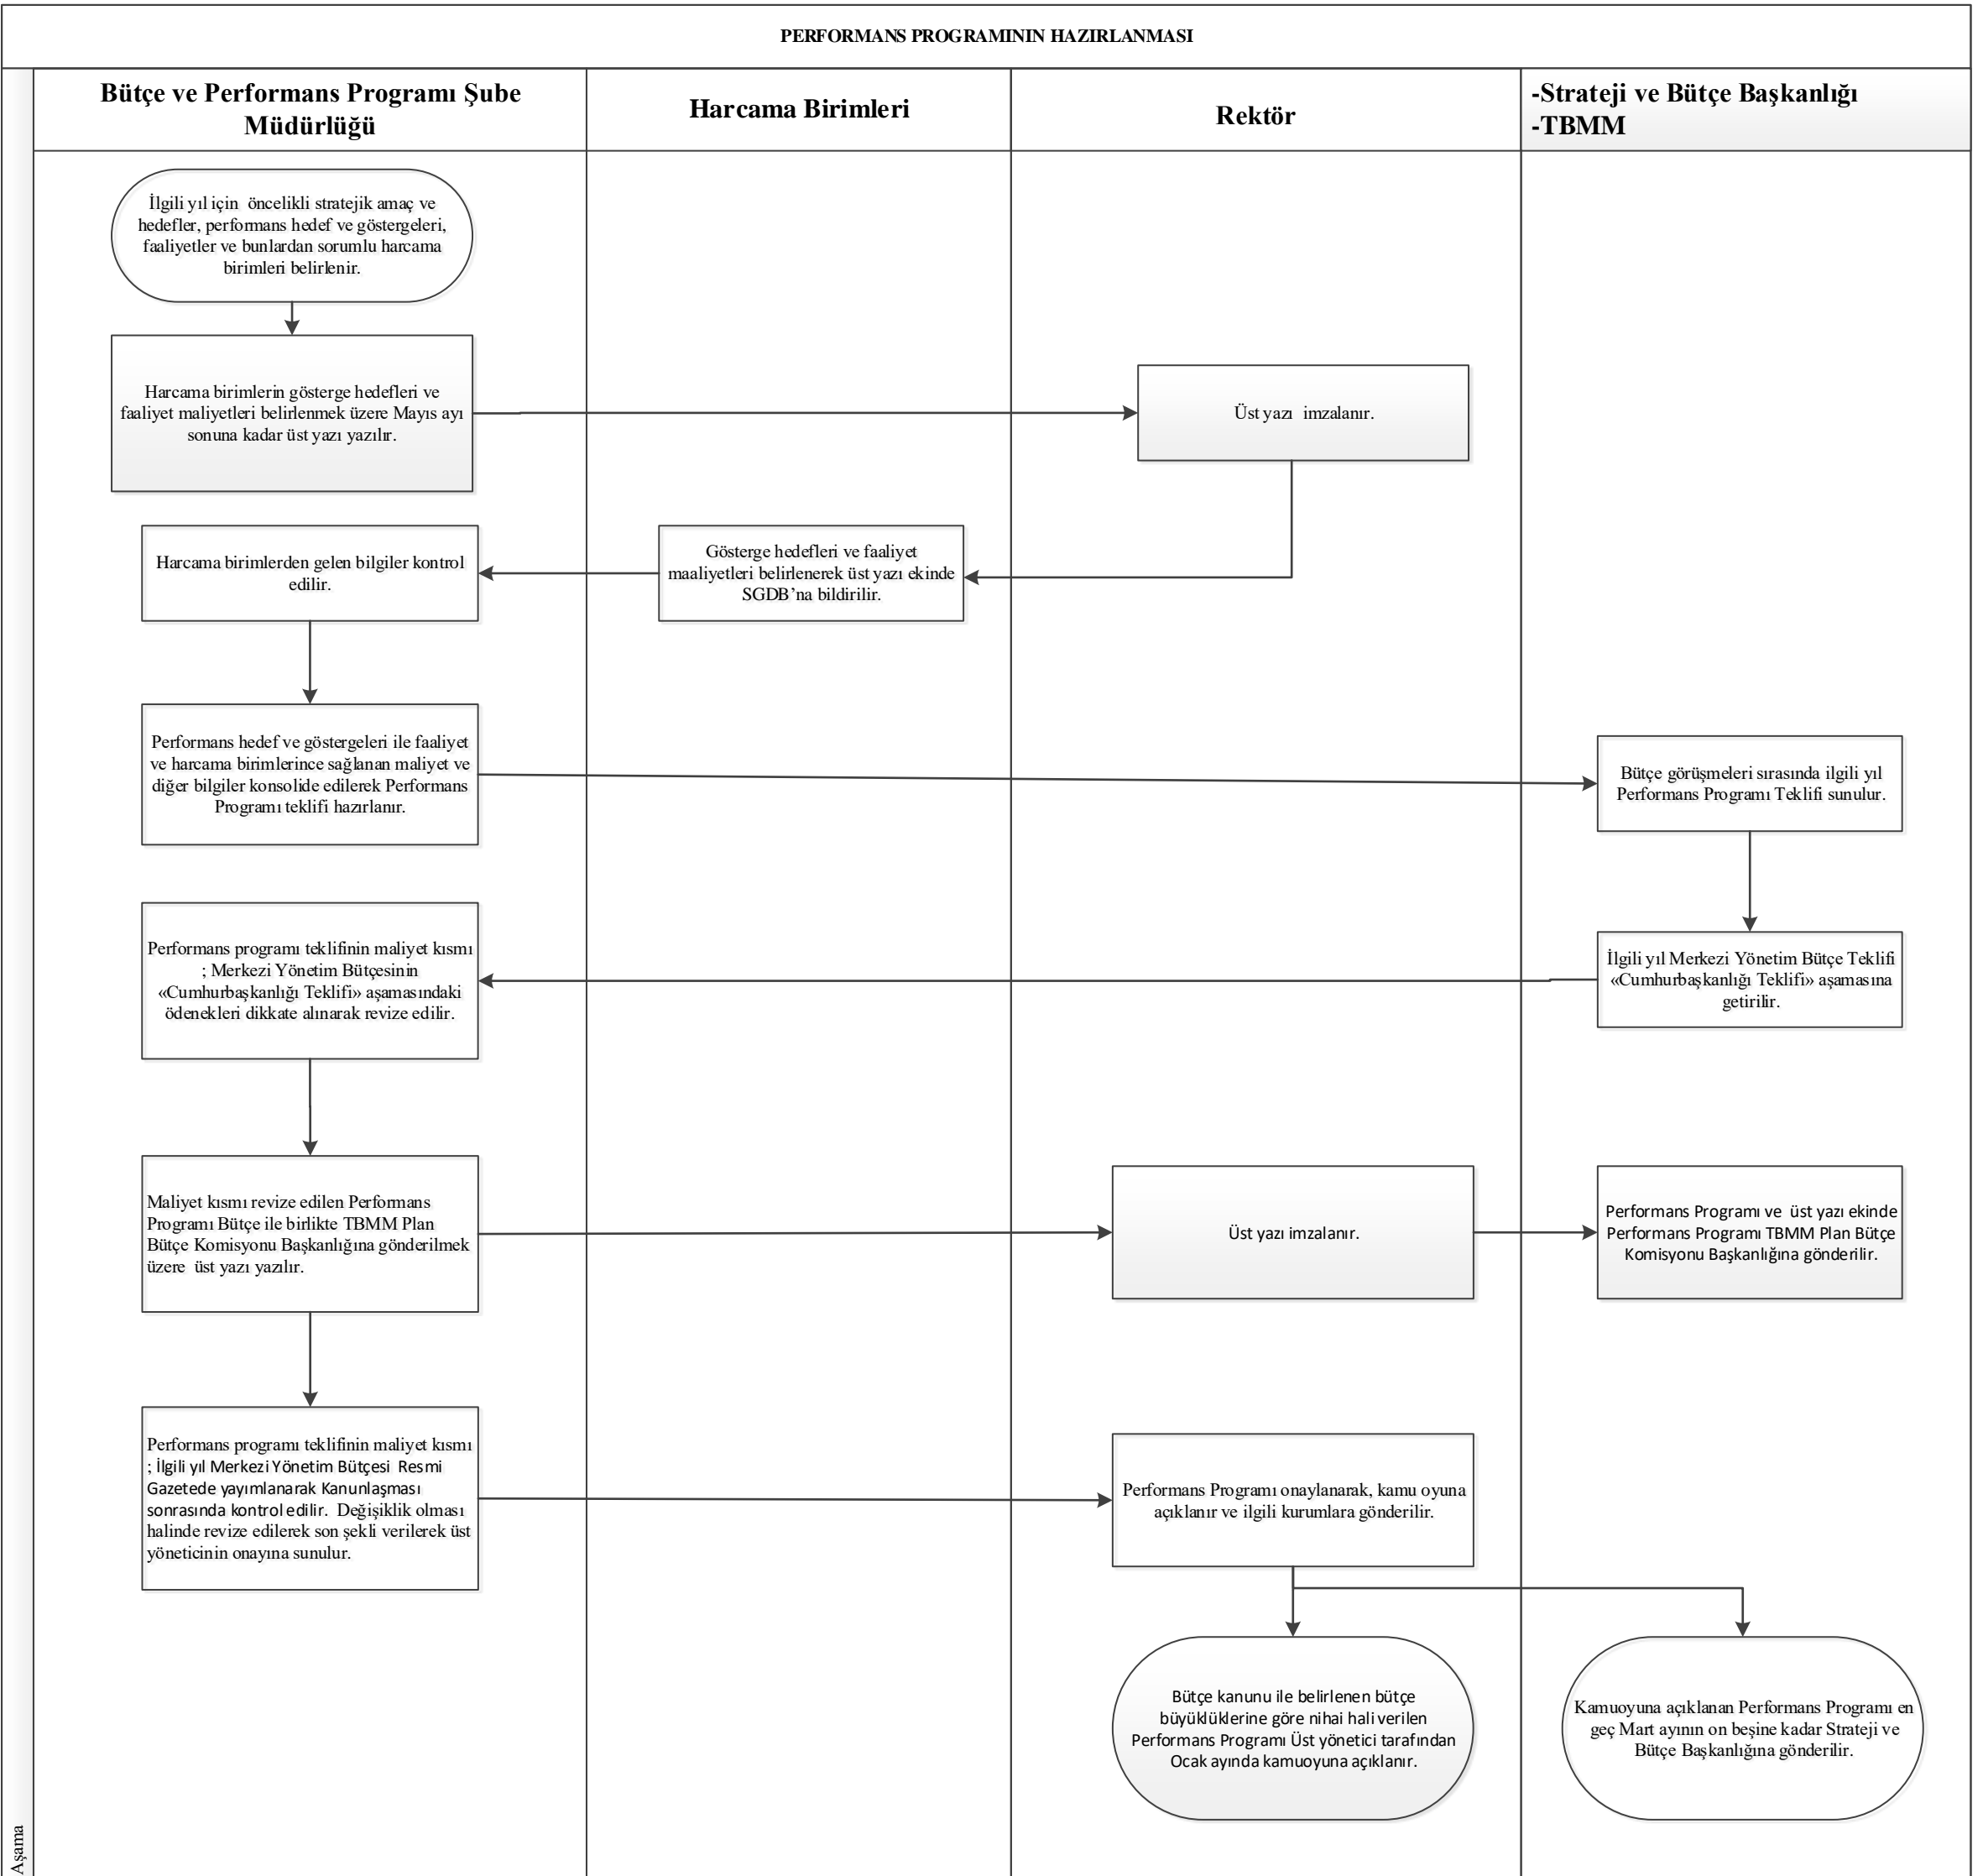 PERFORMANS PROGRAMININ HAZIRLANMASI
Bütçe ve Performans Programı Şube
Müdürlüğü
Harcama Birimleri
Rektör
-Strateji ve Bütçe Başkanlığı
-TBMM
İlgili yıl için öncelikli stratejik amaç ve
hedefler, performans hedef ve göstergeleri,
faaliyetler ve bunlardan sorumlu harcama
birimleri belirlenir.
Harcama birimlerin gösterge hedefleri ve
faaliyet maliyetleri belirlenmek üzere Mayıs ayı
sonuna kadar üst yazı yazılır.
Üst yazı imzalanır.
Harcama birimlerden gelen bilgiler kontrol
edilir.
Gösterge hedefleri ve faaliyet
maaliyetleri belirlenerek üst yazı ekinde
SGDB’na bildirilir.
Performans hedef ve göstergeleri ile faaliyet
ve harcama birimlerince sağlanan maliyet ve
diğer bilgiler konsolide edilerek Performans
Programı teklifi hazırlanır.
Bütçe görüşmeleri sırasında ilgili yıl
Performans Programı Teklifi sunulur.
Performans programı teklifinin maliyet kısmı
; Merkezi Yönetim Bütçesinin
«Cumhurbaşkanlığı Teklifi» aşamasındaki
ödenekleri dikkate alınarak revize edilir.
İlgili yıl Merkezi Yönetim Bütçe Teklifi
«Cumhurbaşkanlığı Teklifi» aşamasına
getirilir.
Maliyet kısmı revize edilen Performans
Programı Bütçe ile birlikte TBMM Plan
Bütçe Komisyonu Başkanlığına gönderilmek
üzere üst yazı yazılır.
Üst yazı imzalanır.
Performans Programı ve üst yazı ekinde
Performans Programı TBMM Plan Bütçe
Komisyonu Başkanlığına gönderilir.
Performans programı teklifinin maliyet kısmı
; İlgili yıl Merkezi Yönetim Bütçesi Resmi
Gazetede yayımlanarak Kanunlaşması
sonrasında kontrol edilir. Değişiklik olması
halinde revize edilerek son şekli verilerek üst
yöneticinin onayına sunulur.
Performans Programı onaylanarak, kamu oyuna
açıklanır ve ilgili kurumlara gönderilir.
Bütçe kanunu ile belirlenen bütçe
büyüklüklerine göre nihai hali verilen
Performans Programı Üst yönetici tarafından
Ocak ayında kamuoyuna açıklanır.
Kamuoyuna açıklanan Performans Programı en
geç Mart ayının on beşine kadar Strateji ve
Bütçe Başkanlığına gönderilir.
Aşama